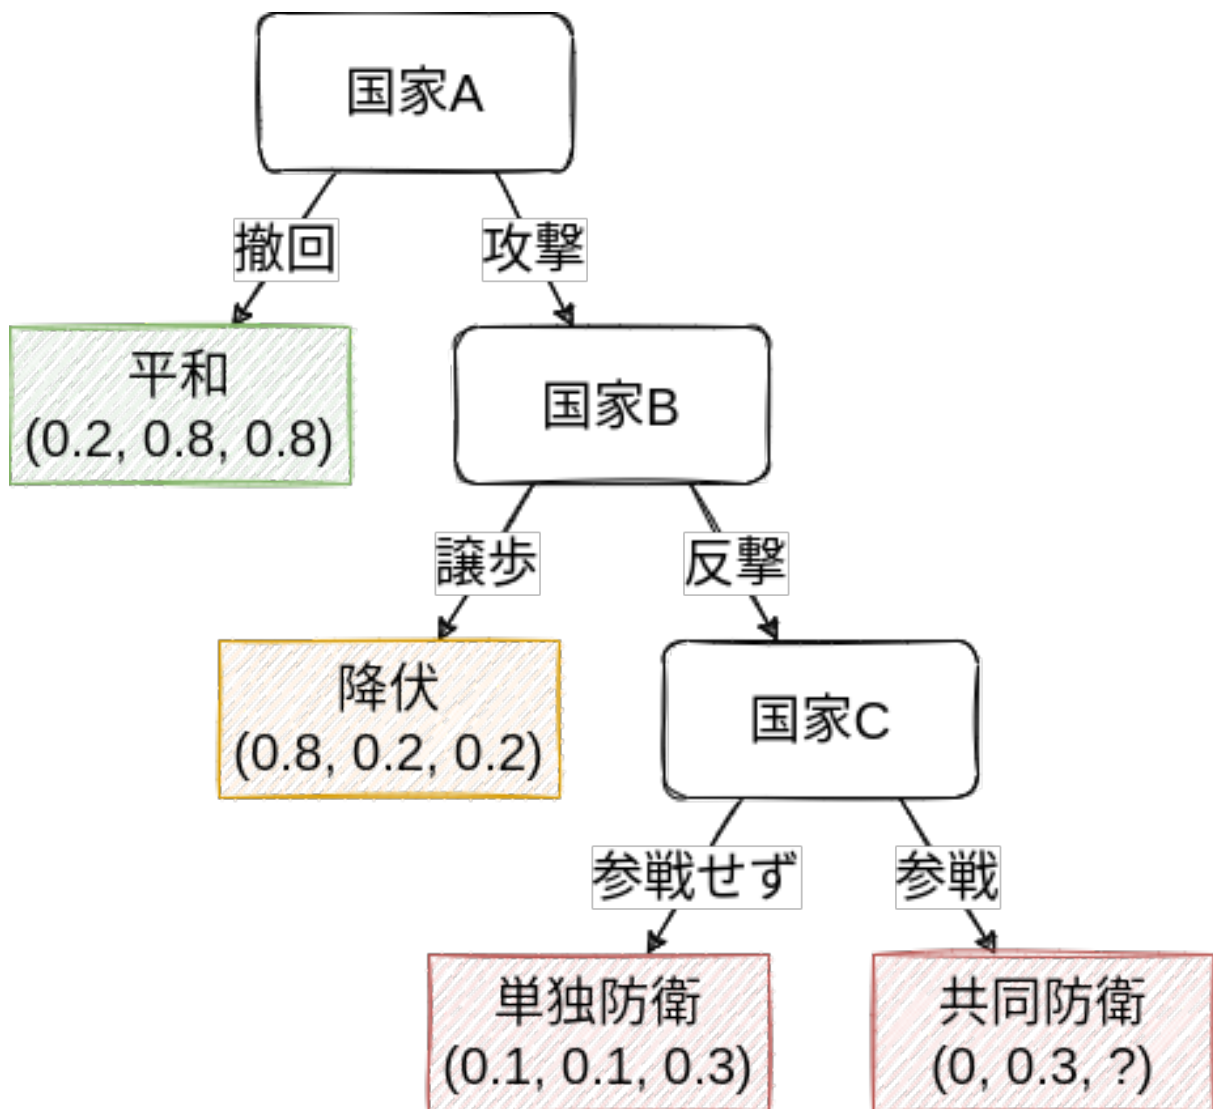 国家A
撤回
攻撃
平和
(0.2, 0.8, 0.8)
国家B
譲歩
反撃
降伏
(0.8, 0.2, 0.2)
国家C
参戦せず
参戦
単独防衛
(0.1, 0.1, 0.3)
共同防衛
(0, 0.3, ?)